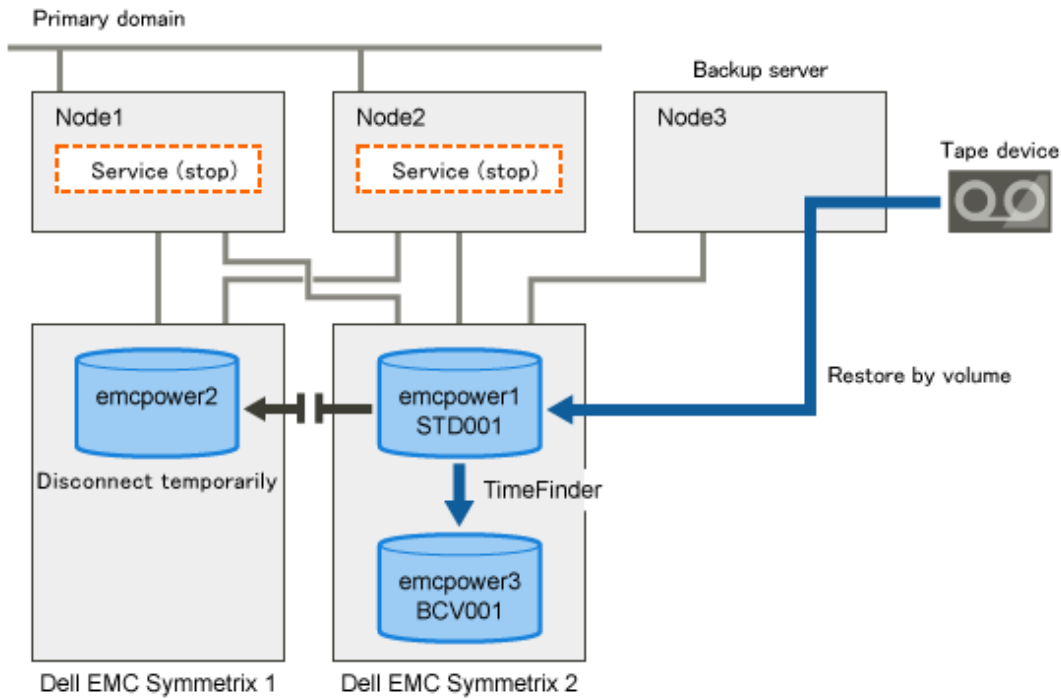 Primary domain
Backup server
Node1
Node2
Node3
Service (stop)
Service (stop)
Tape device
emcpower2
emcpower1
STD001
Restore by volume
Disconnect temporarily
TimeFinder
emcpower3
BCV001
Dell EMC Symmetrix 1
Dell EMC Symmetrix 2